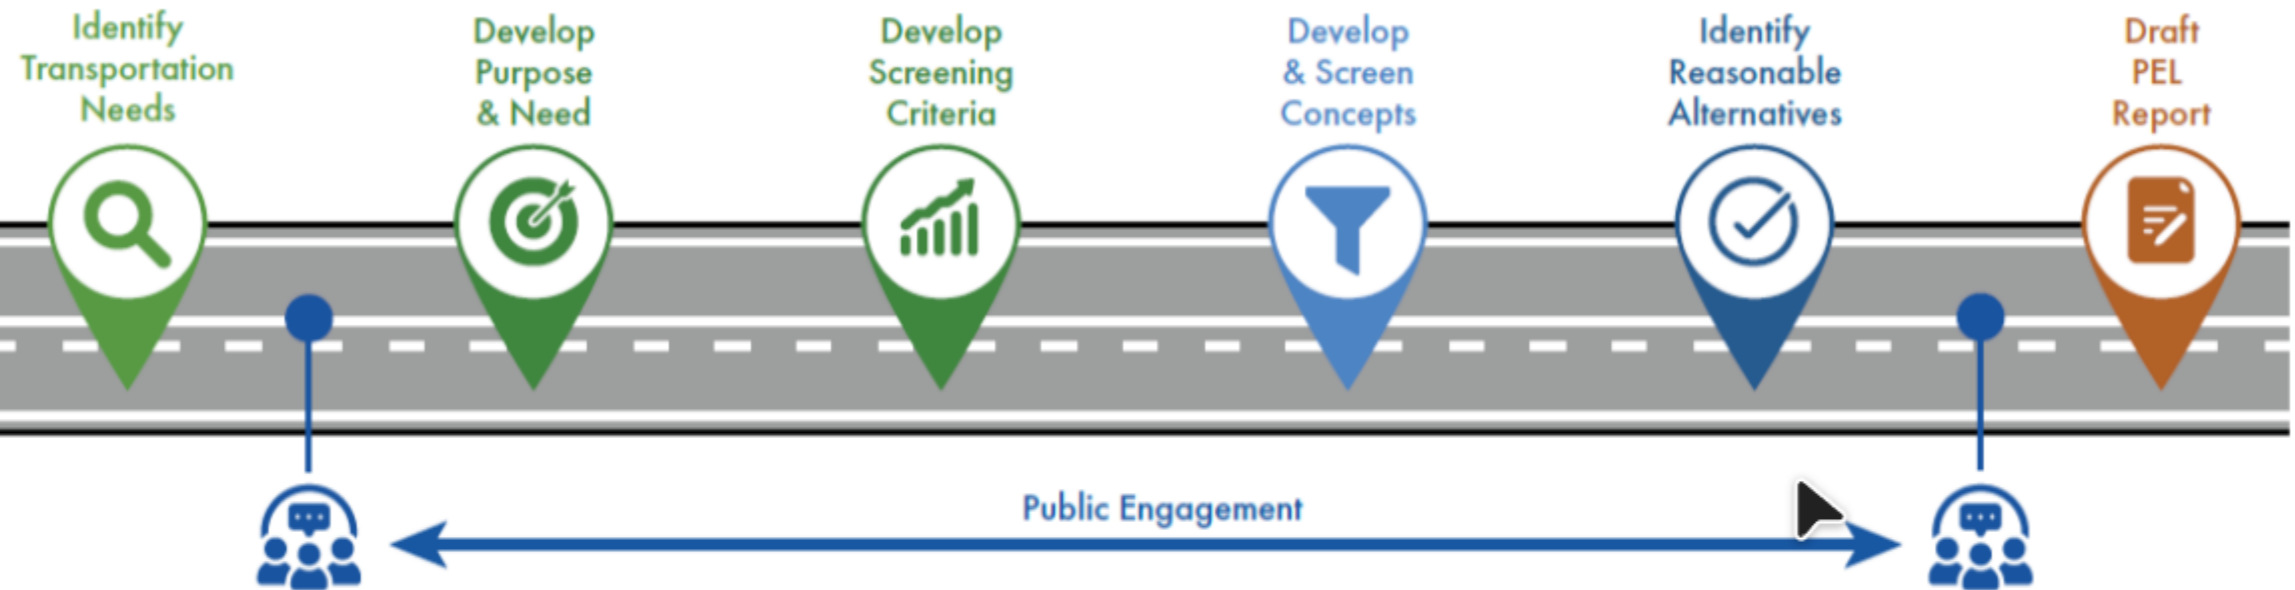 Identify
Transportation
Needs
Develop
Purpose
& Need
Develop
Screening
Criteria
Develop
& Screen
Concepts
Identify
Reasonable
Alternatives
Draft
PEL
Report
Public Engagement